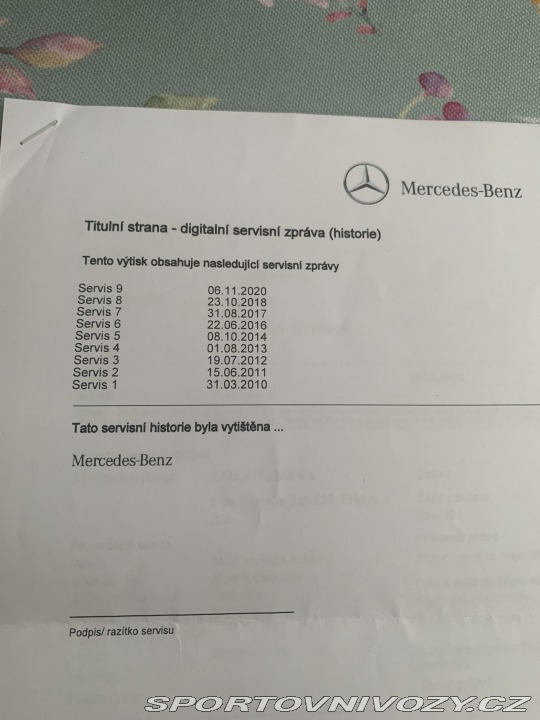 Mercedes-Benz
Titulní strana - digitalní servisní zpráva (historie)
Tento výtisk obsahuje nasledující servisní zprávy
Servis 9 06.11.2020
Servis 8 23.10.2018
Servis 7 31.08.2017
Servis 6 22.06.2016
Servis 5 08.10.2014
Servis 4 01.08.2013
Servis 3 19.07.2012
Servis 2 15.06.2011
Servis 1 31.03.2010
Tato servisní historie byla vytištěna ...
Mercedes-Benz
Podpis/ razítko servisu
SPORTOVNIVOZY.CZ